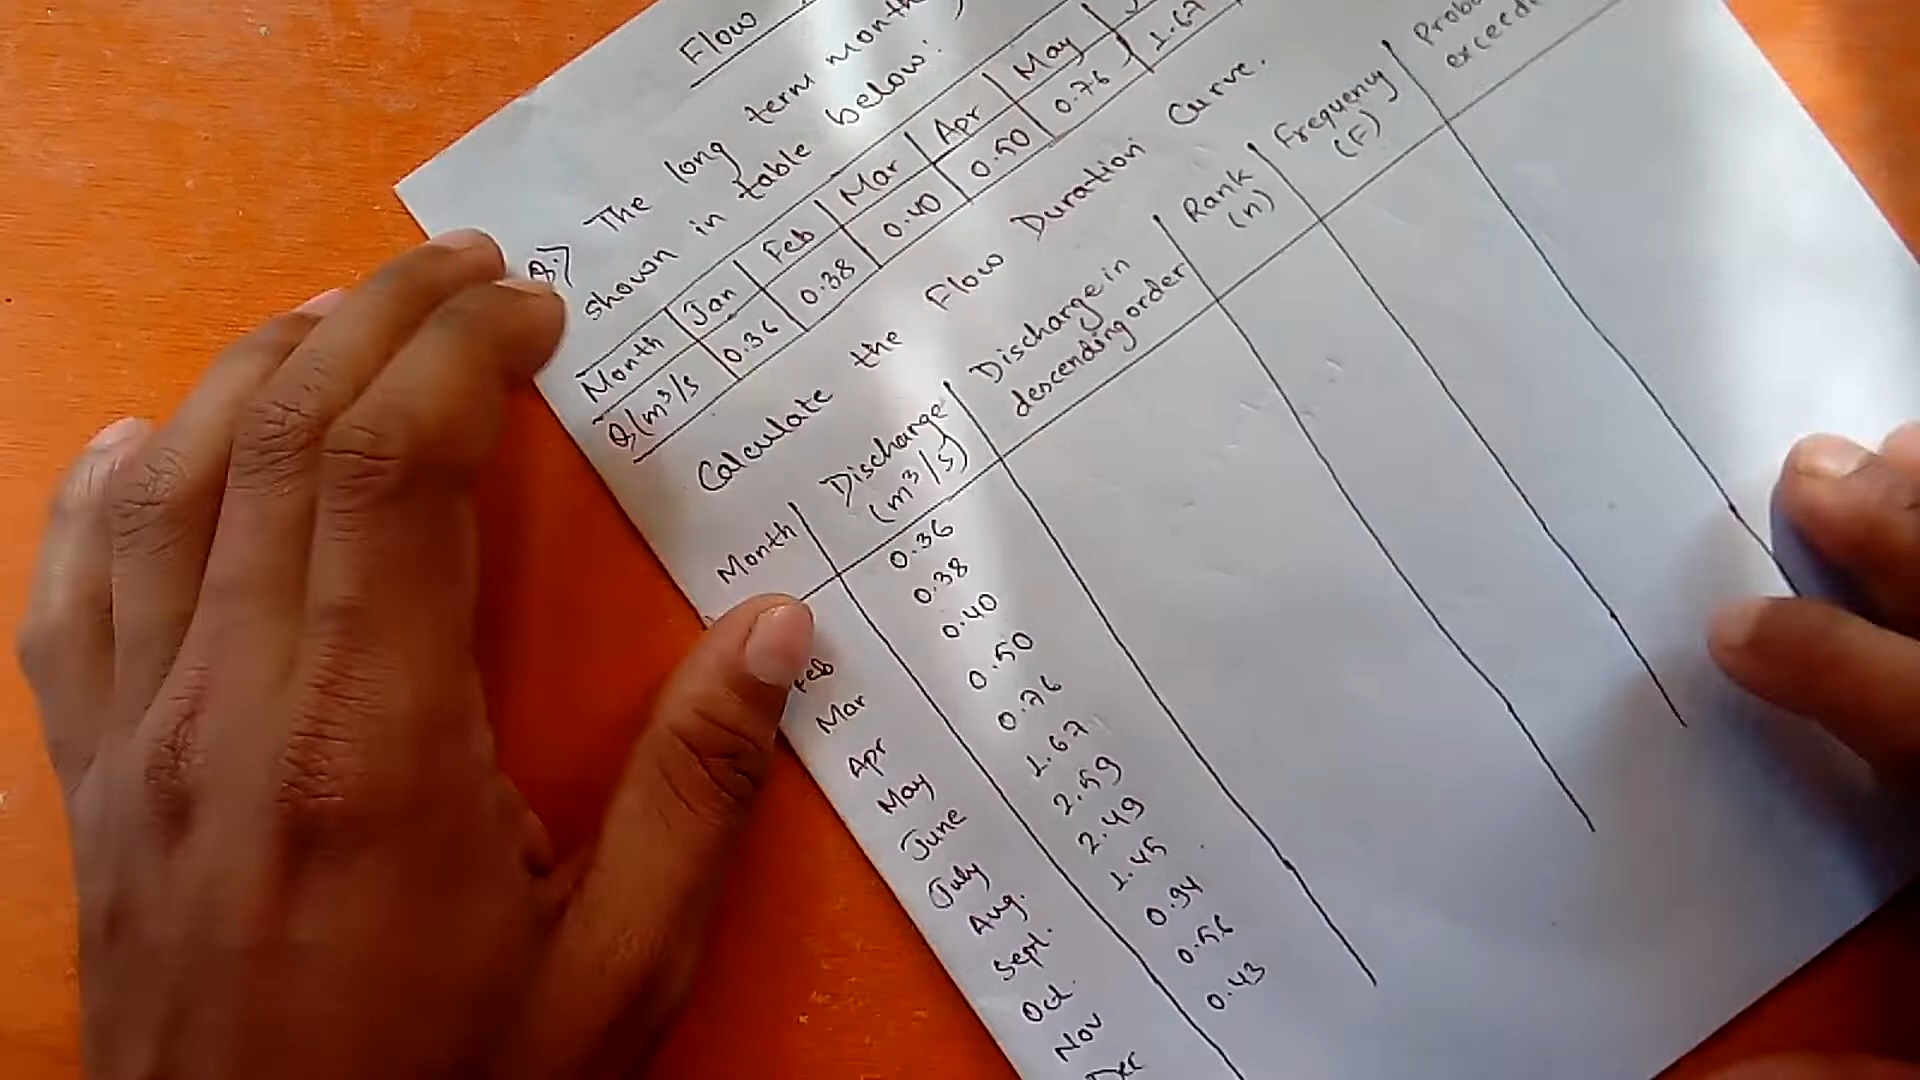 Flow
Q.) The long term month
shown in table below:
Month | Jan | Feb | Mar | Apr | May
Q(m³/s | 0.36 | 0.38 | 0.40 | 0.50 | 0.76 | 1.67
Calculate the Flow Duration Curve.
Month | Discharge (m³/s) | Discharge in descending order | Rank (n) | Frequency (F)
0.36
Feb 0.38
Mar 0.40
Apr 0.50
May 0.76
June 1.67
July 2.59
Aug. 2.49
Sept. 1.45
Oct. 0.94
Nov 0.56
Dec 0.43